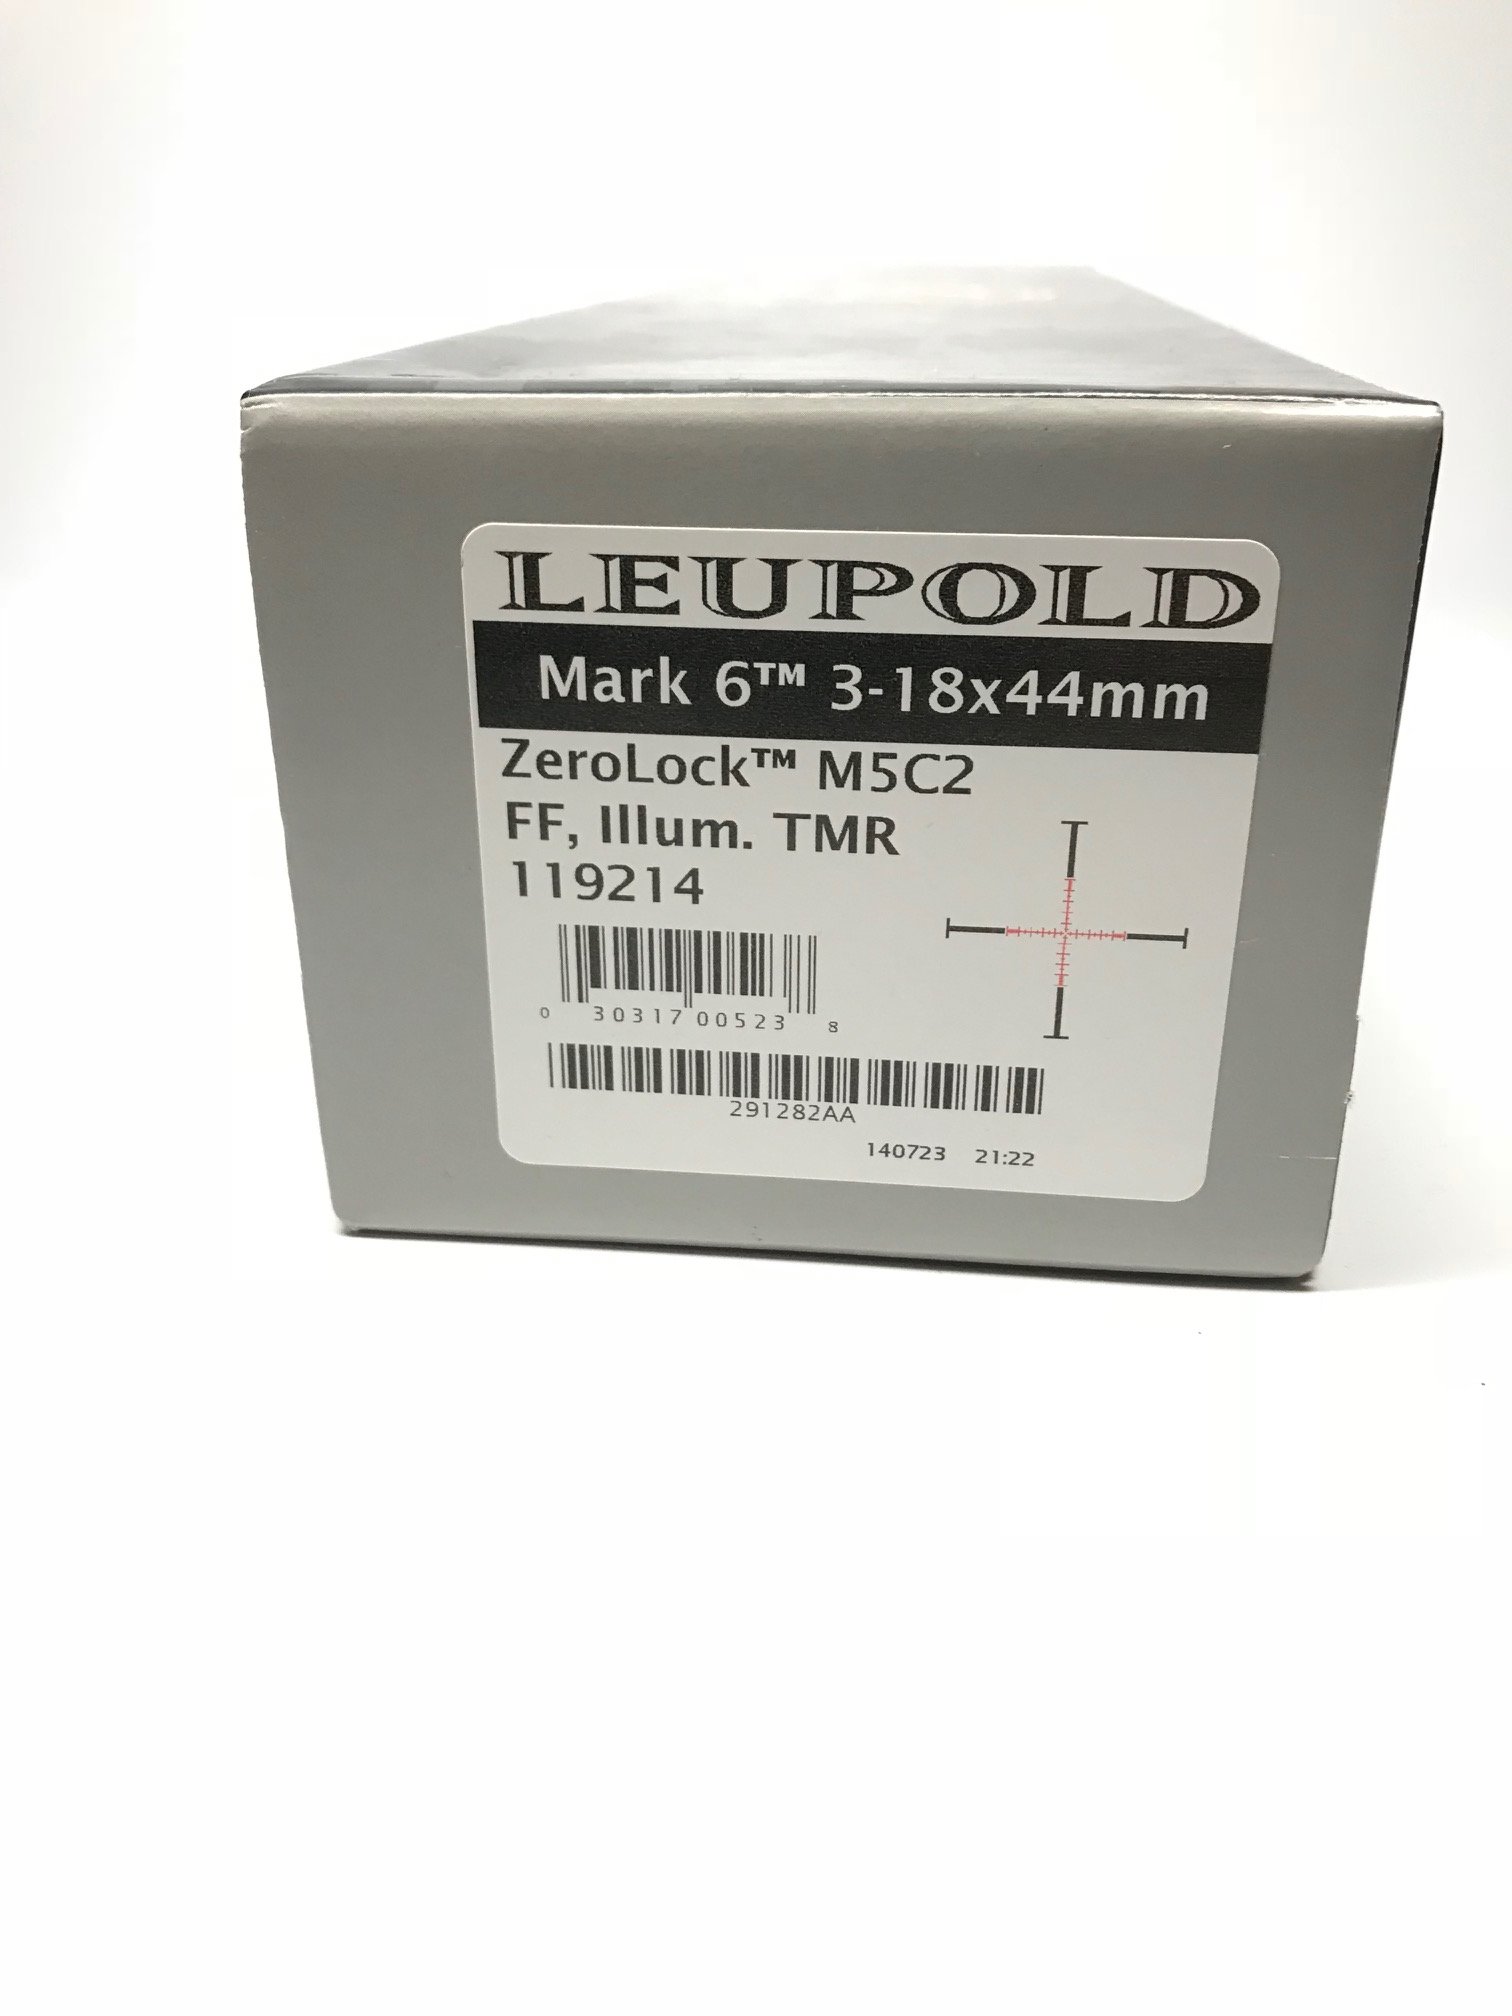 LEUPOLD
Mark 6™ 3-18x44mm
ZeroLock™ M5C2
FF, Illum. TMR
119214
0 30317 00523 8
291282AA
140723 21:22